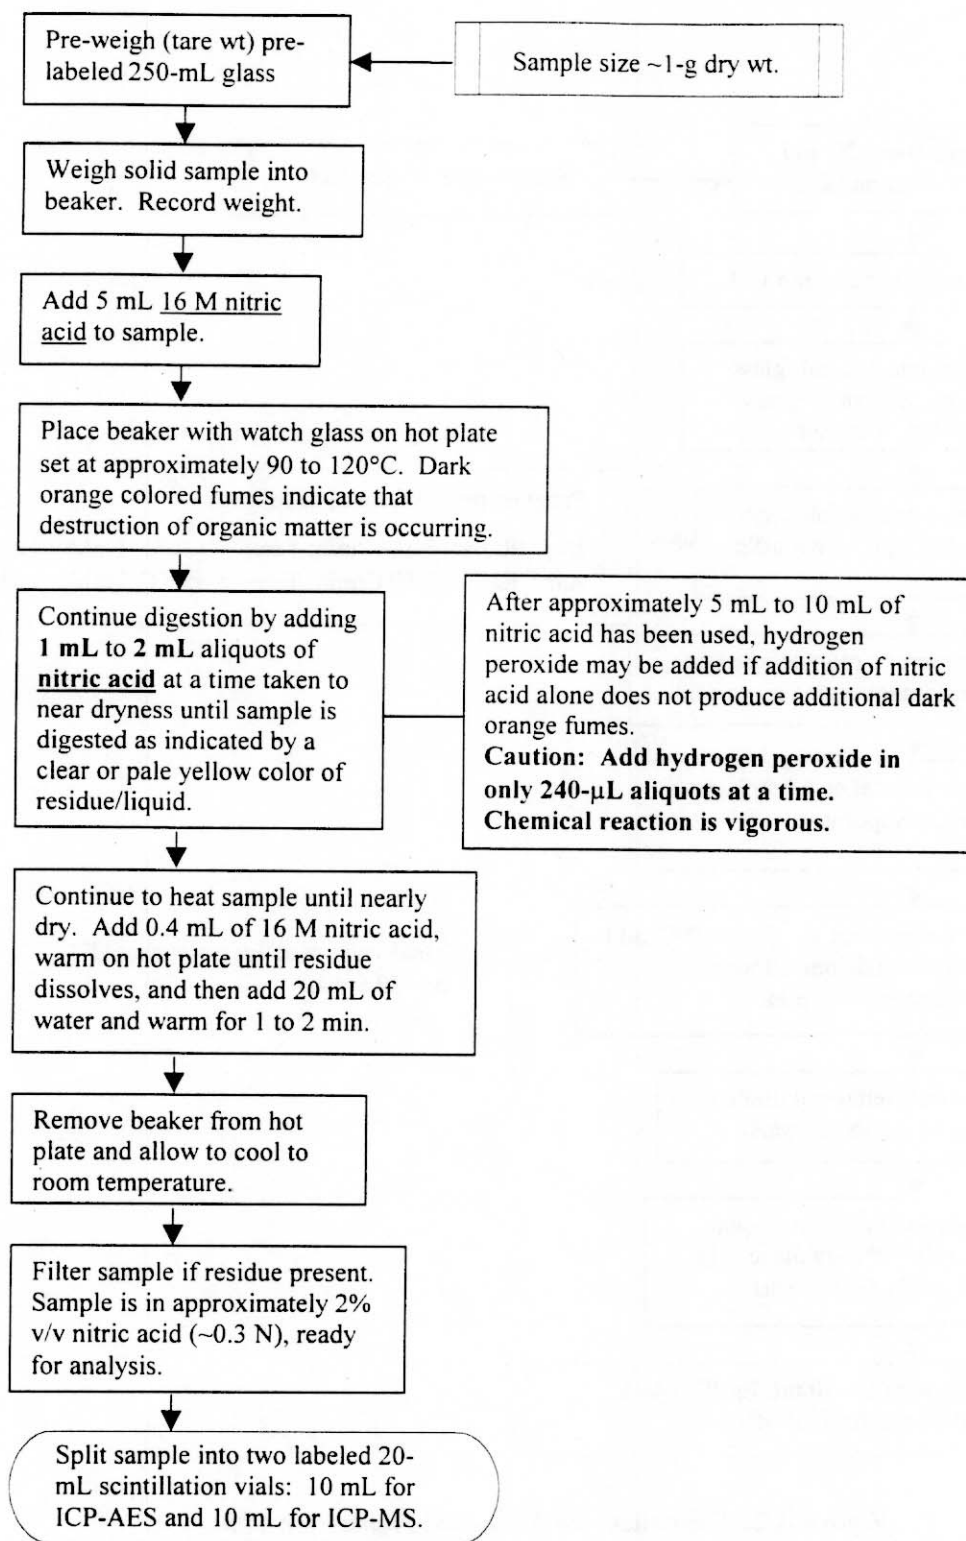 Pre-weigh (tare wt) pre-
labeled 250-mL glass
Sample size ~1-g dry wt.
Weigh solid sample into
beaker.  Record weight.
Add 5 mL 16 M nitric
acid to sample.
Place beaker with watch glass on hot plate
set at approximately 90 to 120°C.  Dark
orange colored fumes indicate that
destruction of organic matter is occurring.
Continue digestion by adding
1 mL to 2 mL aliquots of
nitric acid at a time taken to
near dryness until sample is
digested as indicated by a
clear or pale yellow color of
residue/liquid.
After approximately 5 mL to 10 mL of
nitric acid has been used, hydrogen
peroxide may be added if addition of nitric
acid alone does not produce additional dark
orange fumes.
Caution:  Add hydrogen peroxide in
only 240-µL aliquots at a time.
Chemical reaction is vigorous.
Continue to heat sample until nearly
dry.  Add 0.4 mL of 16 M nitric acid,
warm on hot plate until residue
dissolves, and then add 20 mL of
water and warm for 1 to 2 min.
Remove beaker from hot
plate and allow to cool to
room temperature.
Filter sample if residue present.
Sample is in approximately 2%
v/v nitric acid (~0.3 N), ready
for analysis.
Split sample into two labeled 20-
mL scintillation vials:  10 mL for
ICP-AES and 10 mL for ICP-MS.